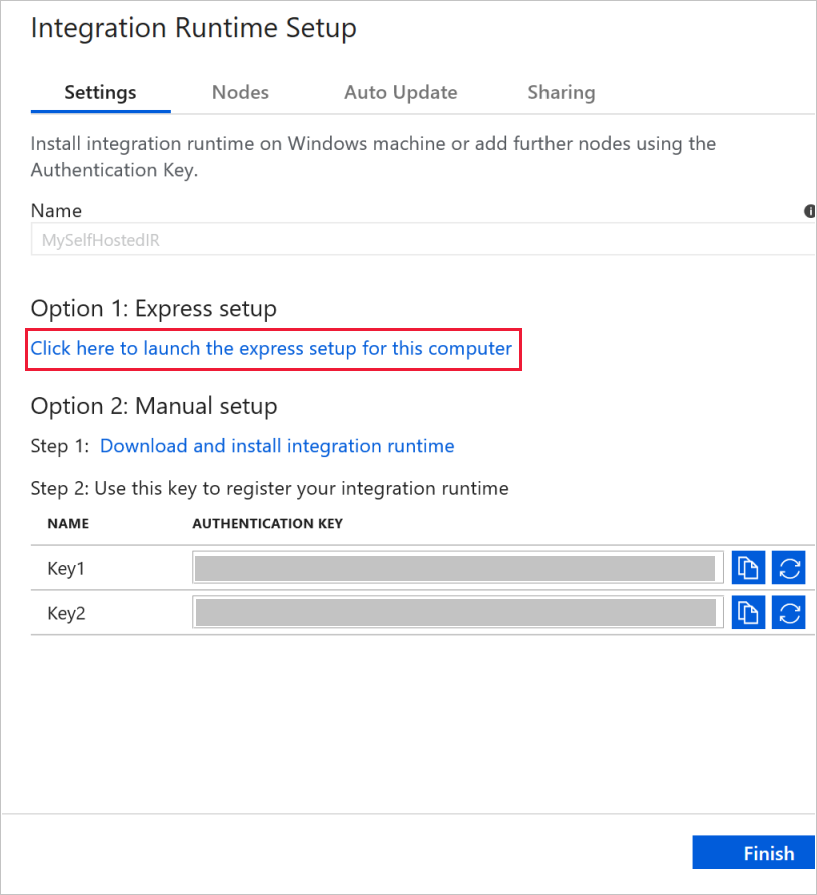 Integration Runtime Setup
Settings Nodes Auto Update Sharing
Install integration runtime on Windows machine or add further nodes using the
Authentication Key.
Name
MySelfHostedIR
Option 1: Express setup
Click here to launch the express setup for this computer
Option 2: Manual setup
Step 1: Download and install integration runtime
Step 2: Use this key to register your integration runtime
NAME AUTHENTICATION KEY
Key1
Key2
Finish